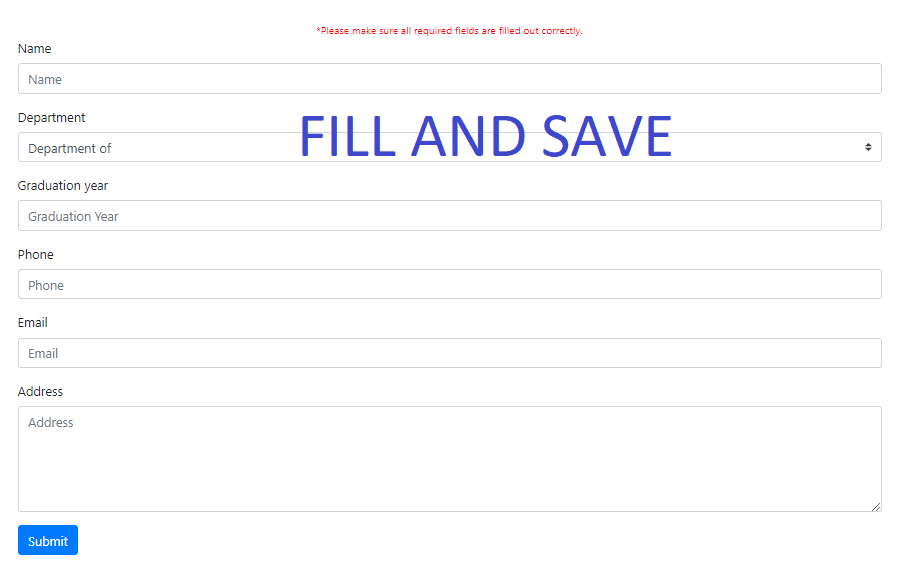 *Please make sure all required fields are filled out correctly.
Name
Name
Department
FILL AND SAVE
Department of
Graduation year
Graduation Year
Phone
Phone
Email
Email
Address
Address
Submit